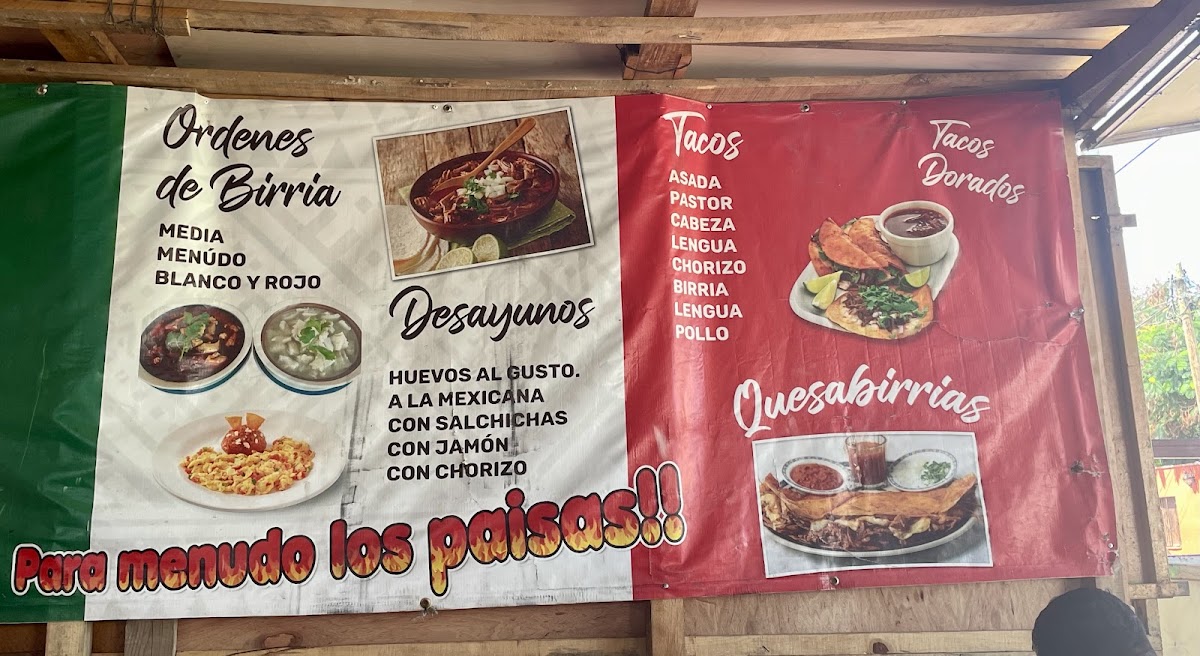 Ordenes
de Birria
MEDIA
MENÚDO
BLANCO Y ROJO
Desayunos
HUEVOS AL GUSTO.
A LA MEXICANA
CON SALCHICHAS
CON JAMÓN
CON CHORIZO
Para menudo los paisas!!
Tacos
ASADA
PASTOR
CABEZA
LENGUA
CHORIZO
BIRRIA
LENGUA
POLLO
Tacos
Dorados
Quesabirrias